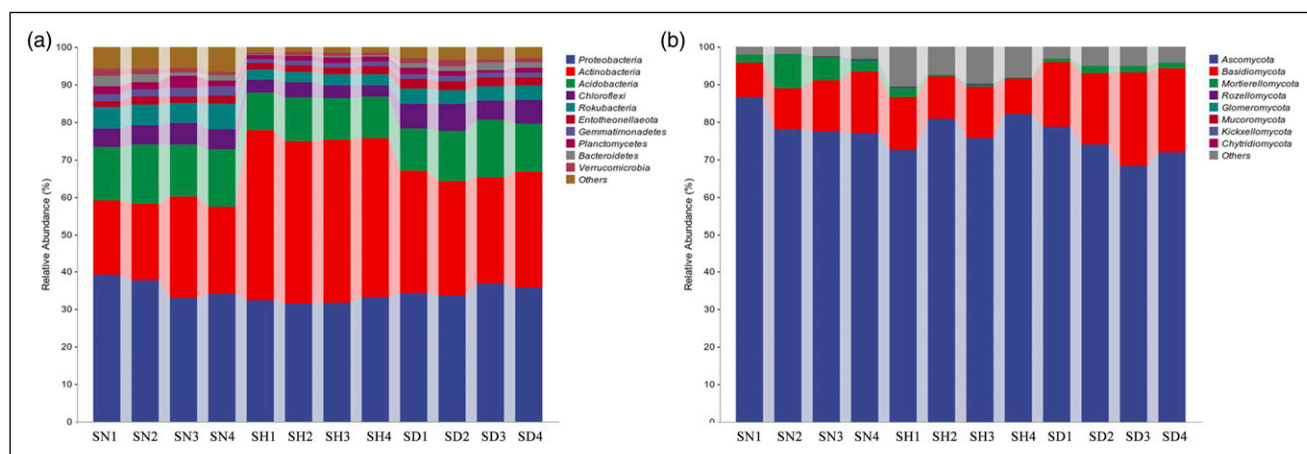 (a)
Relative Abundance (%)
100
90
80
70
60
50
40
30
20
10
0
SN1 SN2 SN3 SN4 SH1 SH2 SH3 SH4 SD1 SD2 SD3 SD4
Proteobacteria
Actinobacteria
Acidobacteria
Chloroflexi
Rokubacteria
Entotheonellaeota
Gemmatimonadetes
Planctomycetes
Bacteroidetes
Verrucomicrobia
Others
(b)
Relative Abundance (%)
100
90
80
70
60
50
40
30
20
10
0
SN1 SN2 SN3 SN4 SH1 SH2 SH3 SH4 SD1 SD2 SD3 SD4
Ascomycota
Basidiomycota
Mortierellomycota
Rozellomycota
Glomeromycota
Mucoromycota
Kickxellomycota
Chytridiomycota
Others